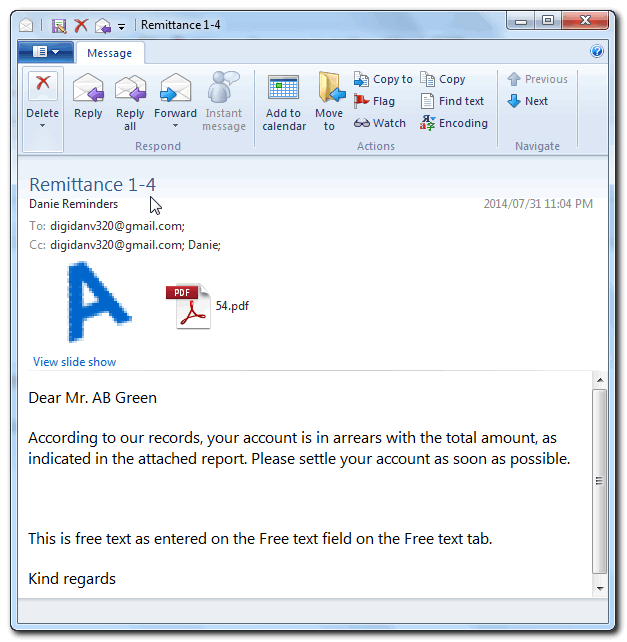 Remittance 1-4
Message
Delete
Reply
Reply all
Forward
Instant message
Respond
Add to calendar
Move to
Copy to
Flag
Watch
Copy
Find text
Encoding
Actions
Previous
Next
Navigate
Remittance 1-4
Danie Reminders 2014/07/31 11:04 PM
To: digidanv320@gmail.com;
Cc: digidanv320@gmail.com; Danie;
A
PDF
54.pdf
View slide show
Dear Mr. AB Green
According to our records, your account is in arrears with the total amount, as
indicated in the attached report. Please settle your account as soon as possible.
This is free text as entered on the Free text field on the Free text tab.
Kind regards